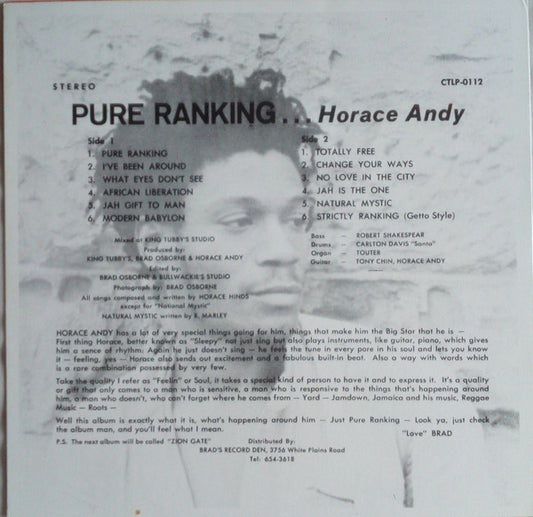 STEREO
CTLP-0112
PURE RANKING... Horace Andy
Side 1
1. PURE RANKING
2. I'VE BEEN AROUND
3. WHAT EYES DON'T SEE
4. AFRICAN LIBERATION
5. JAH GIFT TO MAN
6. MODERN BABYLON
Side 2
1. TOTALLY FREE
2. CHANGE YOUR WAYS
3. NO LOVE IN THE CITY
4. JAH IS THE ONE
5. NATURAL MYSTIC
6. STRICTLY RANKING (Getto Style)
Mixed at KING TUBBY'S STUDIO
Produced by:
KING TUBBY'S, BRAD OSBORNE & HORACE ANDY
Edited by:
BRAD OSBORNE & BULLWACKIE'S STUDIO
Photograph by: BRAD OSBORNE
All songs composed and written by HORACE HINDS
except for "National Mystic"
NATURAL MYSTIC written by R. MARLEY
Bass — ROBERT SHAKESPEAR
Drums — CARLTON DAVIS "Santa"
Organ — TOUTER
Guitar — TONY CHIN, HORACE ANDY
HORACE ANDY has a lot of very special things going for him, things that make him the Big Star that he is —
First thing Horace, better known as "Sleepy" not just sing but also plays instruments, like guitar, piano, which gives
him a sense of rhythm. Again he just doesn't sing — he feels the tune in every pore in his soul and lets you know
it — feeling, yes — Horace also sends out excitement and a fabulous built-in beat. Also a way with words which
is a rare combination possessed by very few.
Take the quality I refer as "Feelin" or Soul, it takes a special kind of person to have it and to express it. It's a quality
or gift that only comes to a man who is sensitive, a man who is responsive to the things that's happening around
him, a man who doesn't, who can't forget where he comes from — Yard — Jamdown, Jamaica and his music, Reggae
Music — Roots —
Well this album is exactly what it is, what's happening around him — Just Pure Ranking — Look ya, just check
the album man, and you'll feel what I mean.
"Love" BRAD
P.S. The next album will be called "ZION GATE"
Distributed By:
BRAD'S RECORD DEN, 3756 White Plains Road
Tel: 654-3618